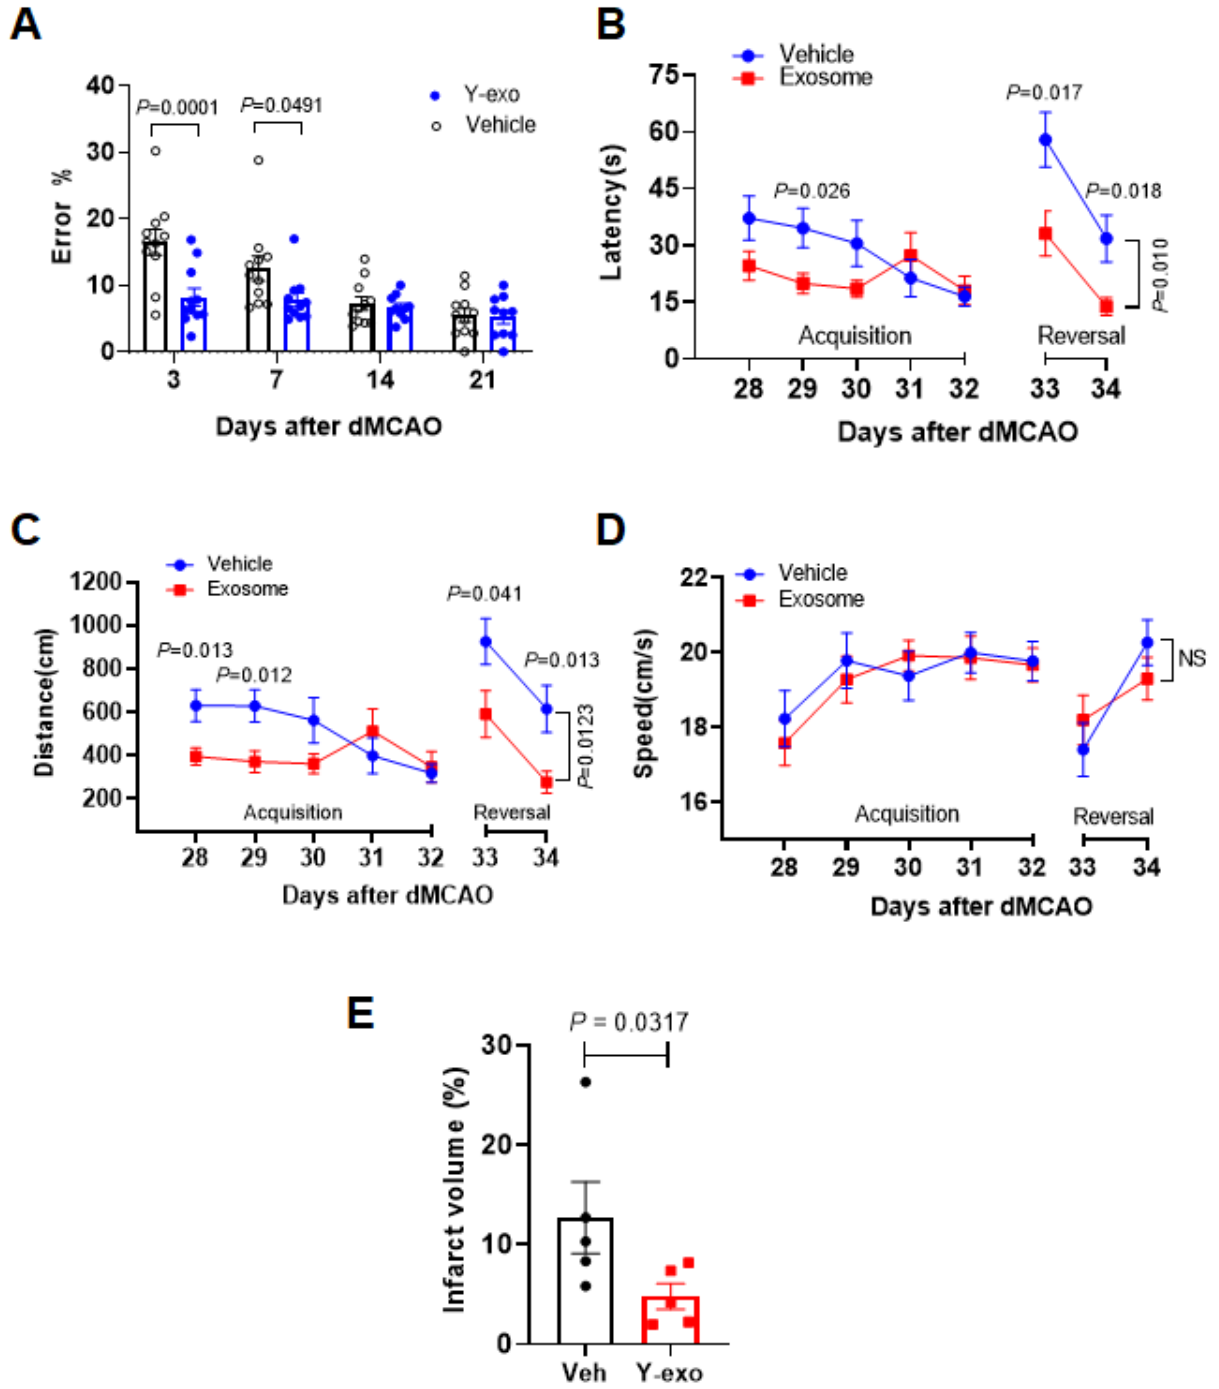 A
40
30
20
10
0
Error %
P=0.0001
P=0.0491
Y-exo
Vehicle
3 7 14 21
Days after dMCAO
B
Vehicle
Exosome
75
60
45
30
15
0
Latency(s)
P=0.026
P=0.017
P=0.018
P=0.010
Acquisition
Reversal
28 29 30 31 32 33 34
Days after dMCAO
C
Vehicle
Exosome
1200
1000
800
600
400
200
Distance(cm)
P=0.013
P=0.012
P=0.041
P=0.013
P=0.0123
Acquisition
Reversal
28 29 30 31 32 33 34
Days after dMCAO
D
Vehicle
Exosome
22
20
18
16
Speed(cm/s)
NS
Acquisition
Reversal
28 29 30 31 32 33 34
Days after dMCAO
E
P = 0.0317
30
20
10
0
Infarct volume (%)
Veh Y-exo